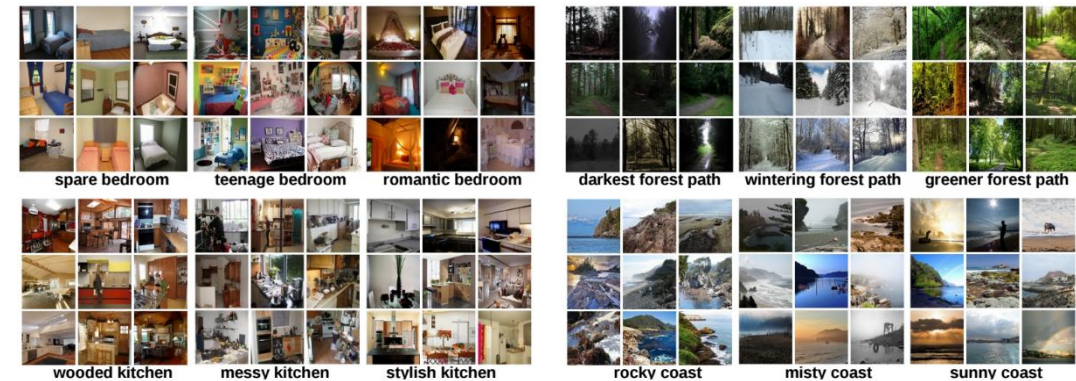 spare bedroom teenage bedroom romantic bedroom darkest forest path wintering forest path greener forest path
wooded kitchen messy kitchen stylish kitchen rocky coast misty coast sunny coast